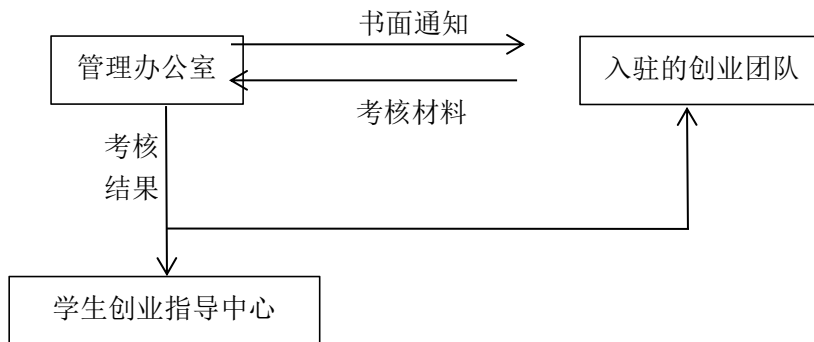 书面通知
管理办公室
入驻的创业团队
考核材料
考核
结果
学生创业指导中心